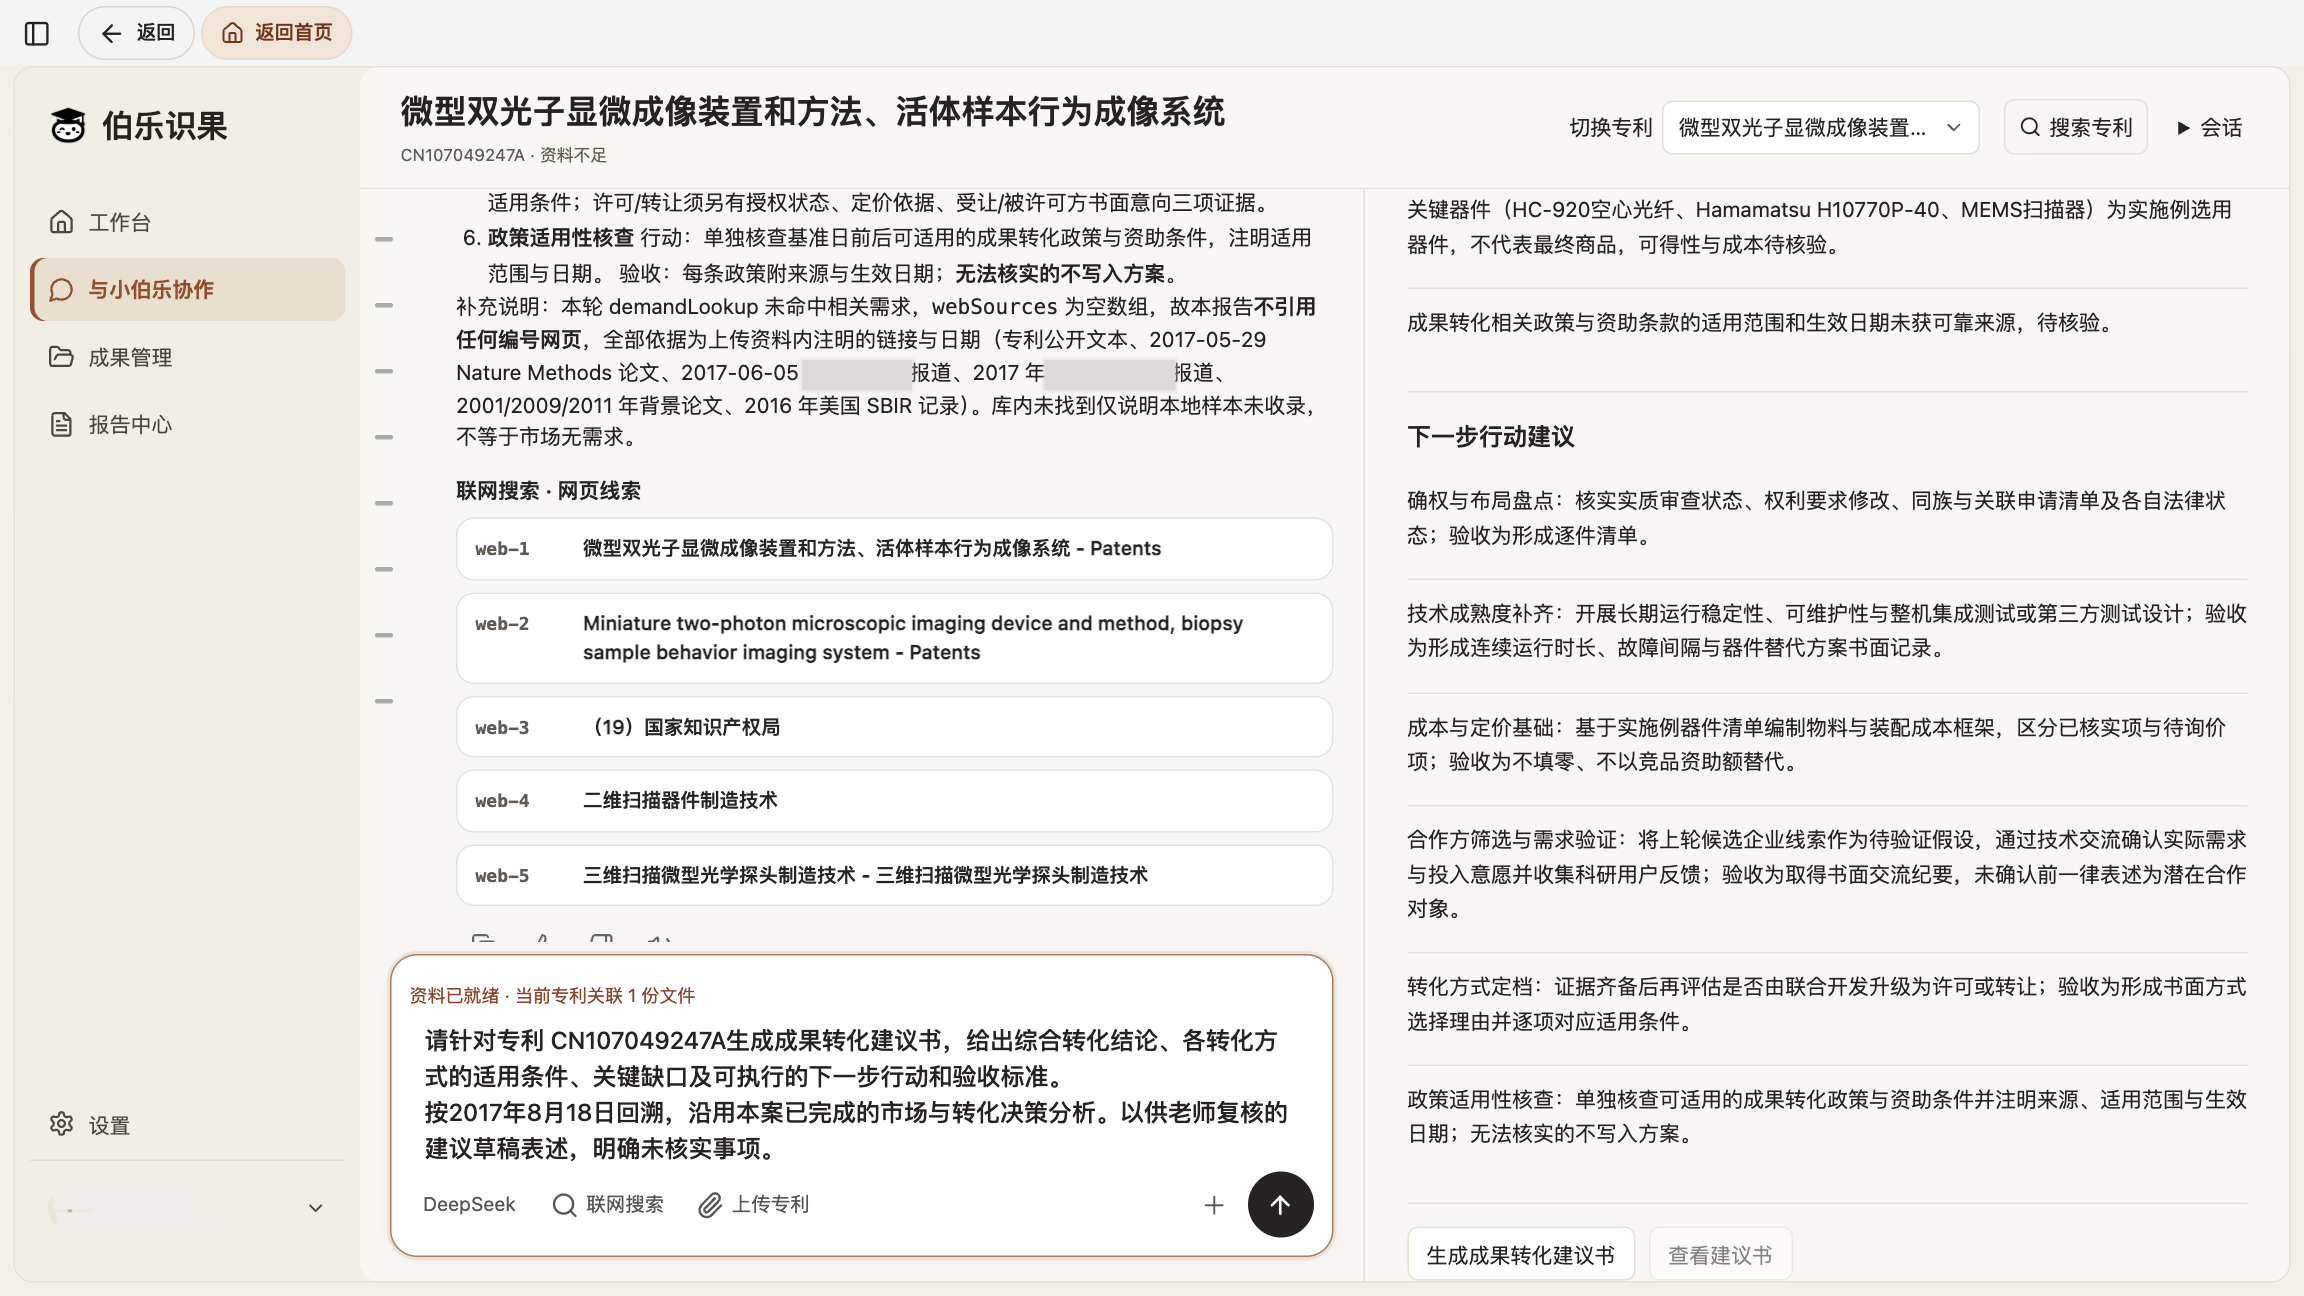 返回
返回首页
伯乐识果
工作台
与小伯乐协作
成果管理
报告中心
设置
微型双光子显微成像装置和方法、活体样本行为成像系统
CN107049247A · 资料不足
切换专利
微型双光子显微成像装置...
搜索专利
会话
适用条件；许可/转让须另有授权状态、定价依据、受让/被许可方书面意向三项证据。
6. 政策适用性核查 行动：单独核查基准日前后可适用的成果转化政策与资助条件，注明适用
范围与日期。 验收：每条政策附来源与生效日期；无法核实的不写入方案。
补充说明：本轮 demandLookup 未命中相关需求，webSources 为空数组，故本报告不引用
任何编号网页，全部依据为上传资料内注明的链接与日期（专利公开文本、2017-05-29
Nature Methods 论文、2017-06-05 报道、2017 年 报道、
2001/2009/2011 年背景论文、2016 年美国 SBIR 记录）。库内未找到仅说明本地样本未收录，
不等于市场无需求。
联网搜索 · 网页线索
web-1 微型双光子显微成像装置和方法、活体样本行为成像系统 - Patents
web-2 Miniature two-photon microscopic imaging device and method, biopsy
sample behavior imaging system - Patents
web-3 （19）国家知识产权局
web-4 二维扫描器件制造技术
web-5 三维扫描微型光学探头制造技术 - 三维扫描微型光学探头制造技术
资料已就绪 · 当前专利关联 1 份文件
请针对专利 CN107049247A生成成果转化建议书，给出综合转化结论、各转化方
式的适用条件、关键缺口及可执行的下一步行动和验收标准。
按2017年8月18日回溯，沿用本案已完成的市场与转化决策分析。以供老师复核的
建议草稿表述，明确未核实事项。
DeepSeek 联网搜索 上传专利
关键器件（HC-920空心光纤、Hamamatsu H10770P-40、MEMS扫描器）为实施例选用
器件，不代表最终商品，可得性与成本待核验。
成果转化相关政策与资助条款的适用范围和生效日期未获可靠来源，待核验。
下一步行动建议
确权与布局盘点：核实实质审查状态、权利要求修改、同族与关联申请清单及各自法律状
态；验收为形成逐件清单。
技术成熟度补齐：开展长期运行稳定性、可维护性与整机集成测试或第三方测试设计；验收
为形成连续运行时长、故障间隔与器件替代方案书面记录。
成本与定价基础：基于实施例器件清单编制物料与装配成本框架，区分已核实项与待询价
项；验收为不填零、不以竞品资助额替代。
合作方筛选与需求验证：将上轮候选企业线索作为待验证假设，通过技术交流确认实际需求
与投入意愿并收集科研用户反馈；验收为取得书面交流纪要，未确认前一律表述为潜在合作
对象。
转化方式定档：证据齐备后再评估是否由联合开发升级为许可或转让；验收为形成书面方式
选择理由并逐项对应适用条件。
政策适用性核查：单独核查可适用的成果转化政策与资助条件并注明来源、适用范围与生效
日期；无法核实的不写入方案。
生成成果转化建议书 查看建议书